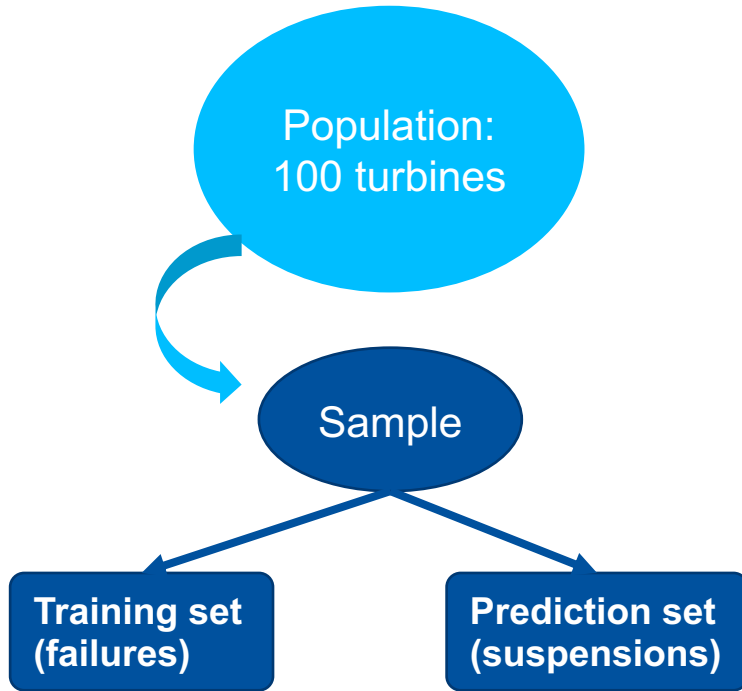 Population:
100 turbines
Sample
Training set
(failures)
Prediction set
(suspensions)